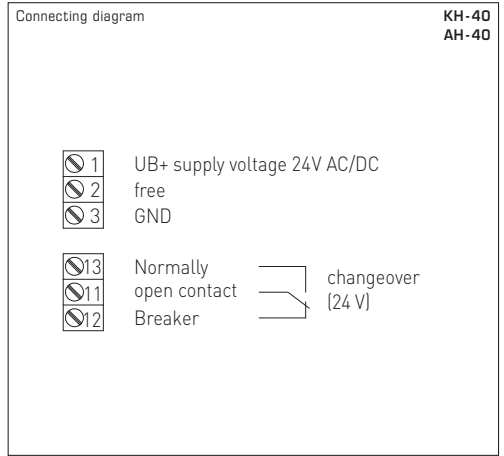 Connecting diagram
KH-40
AH-40
1 UB+ supply voltage 24V AC/DC
2 free
3 GND
13 Normally
11 open contact
12 Breaker
changeover
(24 V)